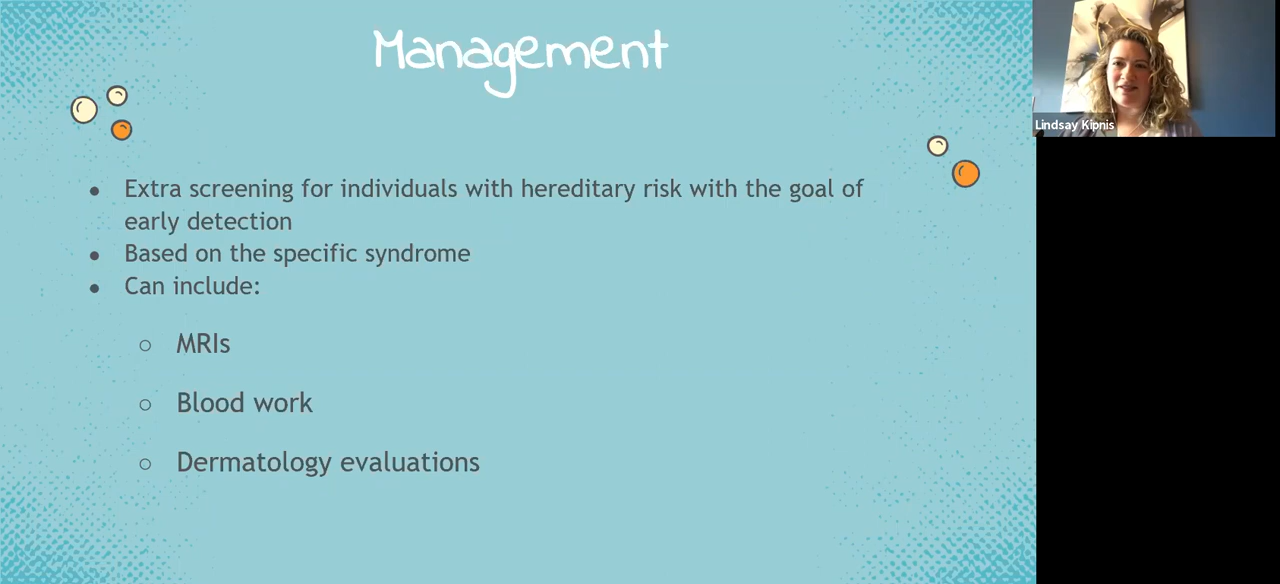 Management
Lindsay Kipnis
● Extra screening for individuals with hereditary risk with the goal of
early detection
● Based on the specific syndrome
● Can include:
○ MRIs
○ Blood work
○ Dermatology evaluations